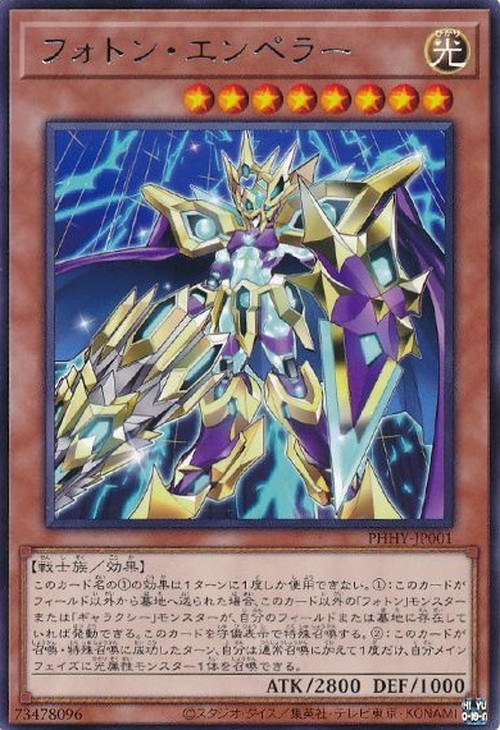 フォトン・エンペラー
光
PHHY-JP001
【戦士族/効果】
このカード名の①の効果は1ターンに1度しか使用できない。①:このカードが
フィールド以外から墓地へ送られた場合、このカード以外の「フォトン」モンスター
または「ギャラクシー」モンスターが、自分のフィールドまたは墓地に存在して
いれば発動できる。このカードを守備表示で特殊召喚する。②:このカードが
召喚・特殊召喚に成功したターン、自分は通常召喚に加えて1度だけ、自分メイン
フェイズに光属性モンスター1体を召喚できる。
ATK/2800 DEF/1000
73478096
©スタジオ・ダイス/集英社・テレビ東京・KONAMI